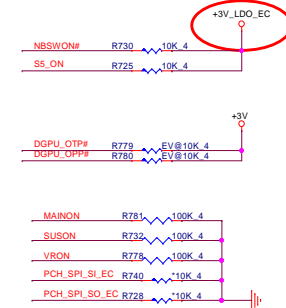 +3V_LDO_EC
NBSWON# R730 10K_4
S5_ON R725 10K_4
+3V
DGPU_OTP# R779 EV@10K_4
DGPU_OPP# R780 EV@10K_4
MAINON R781 100K_4
SUSON R732 100K_4
VRON R778 100K_4
PCH_SPI_SI_EC R740 *10K_4
PCH_SPI_SO_EC R728 *10K_4